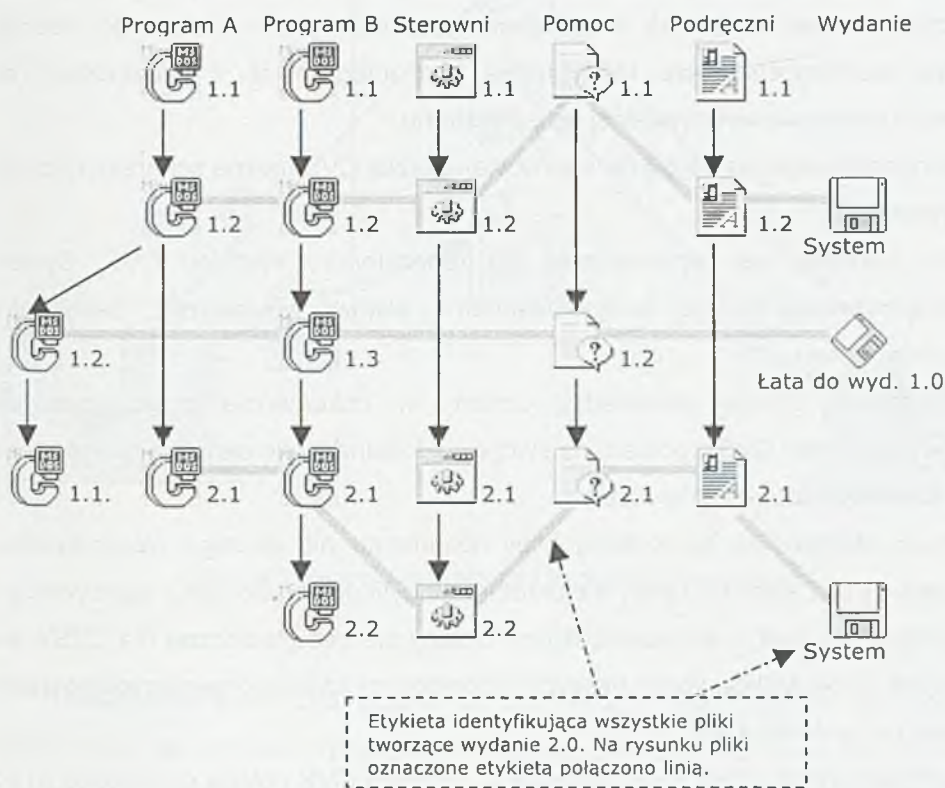 Program A Program B Sterowni Pomoc Podręczni Wydanie
1.1 1.1 1.1 1.1 1.1
1.2 1.2 1.2 1.2
System
1.2. 1.3 1.2
Łata do wyd. 1.0
1.1. 2.1 2.1 2.1 2.1 2.1
2.2 2.2
System
Etykieta identyfikująca wszystkie pliki
tworzące wydanie 2.0. Na rysunku pliki
oznaczone etykietą połączono linią.